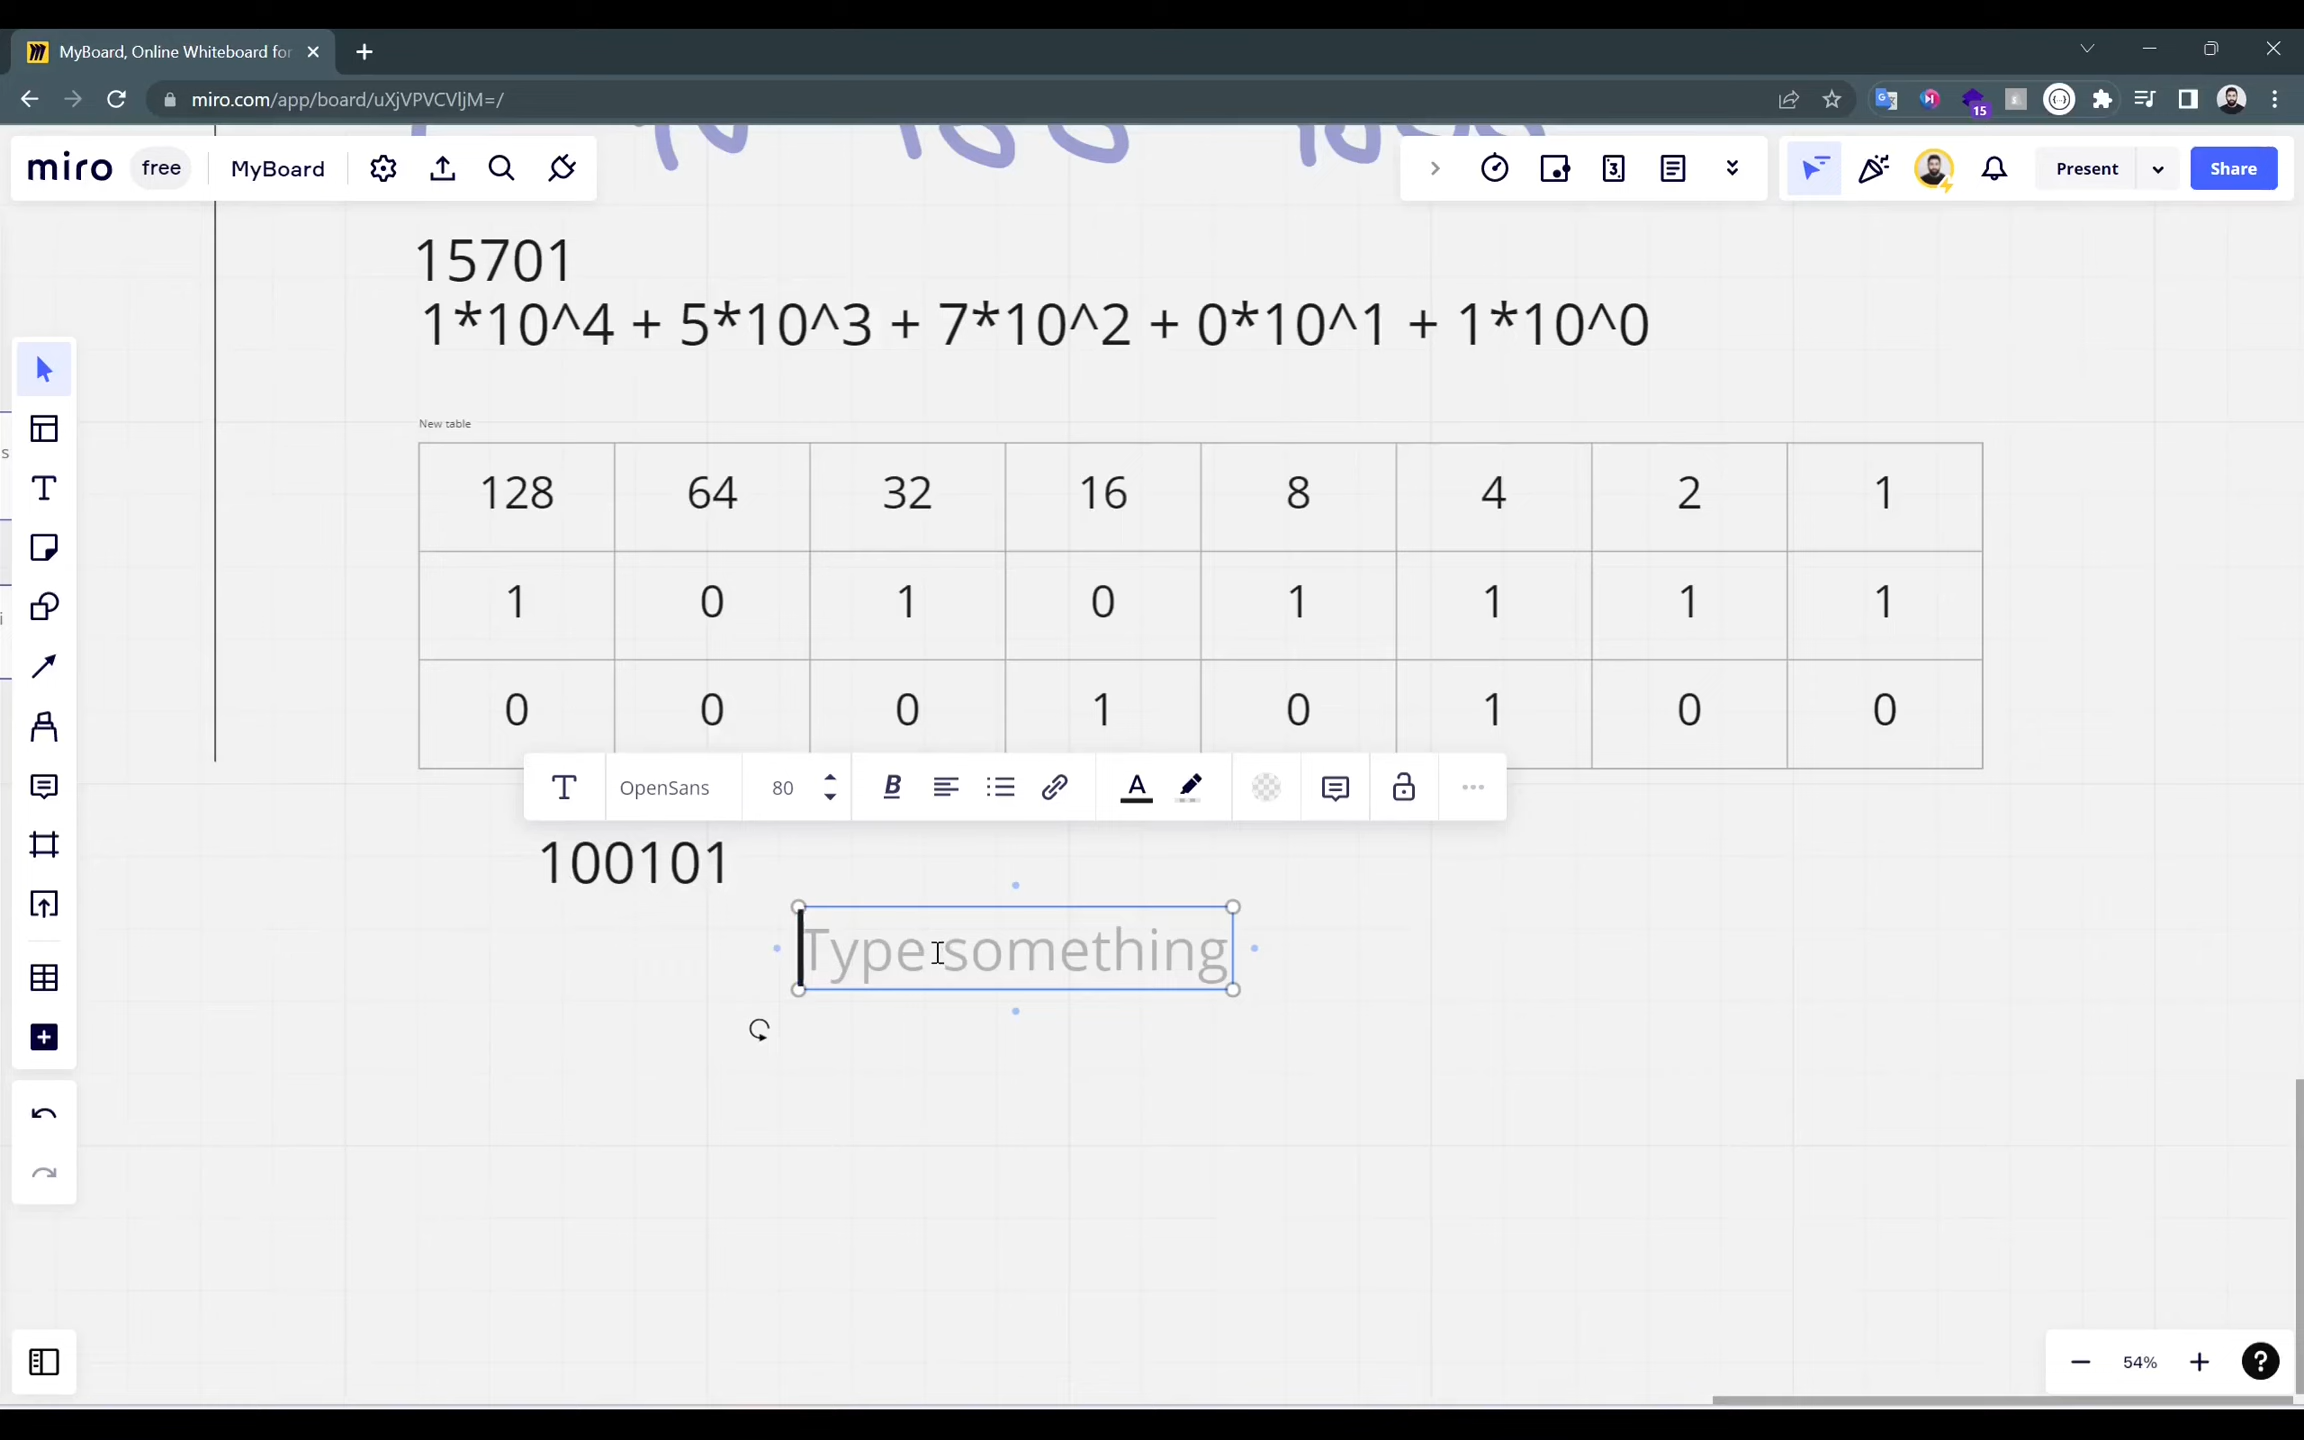 MyBoard, Online Whiteboard for
miro.com/app/board/uXjVPVCVljM=/
15
miro free MyBoard
3
Present
Share
15701
1*10^4 + 5*10^3 + 7*10^2 + 0*10^1 + 1*10^0
New table
128 64 32 16 8 4 2 1
1 0 1 0 1 1 1 1
0 0 0 1 0 1 0 0
OpenSans 80 B A
100101
Type something
54%